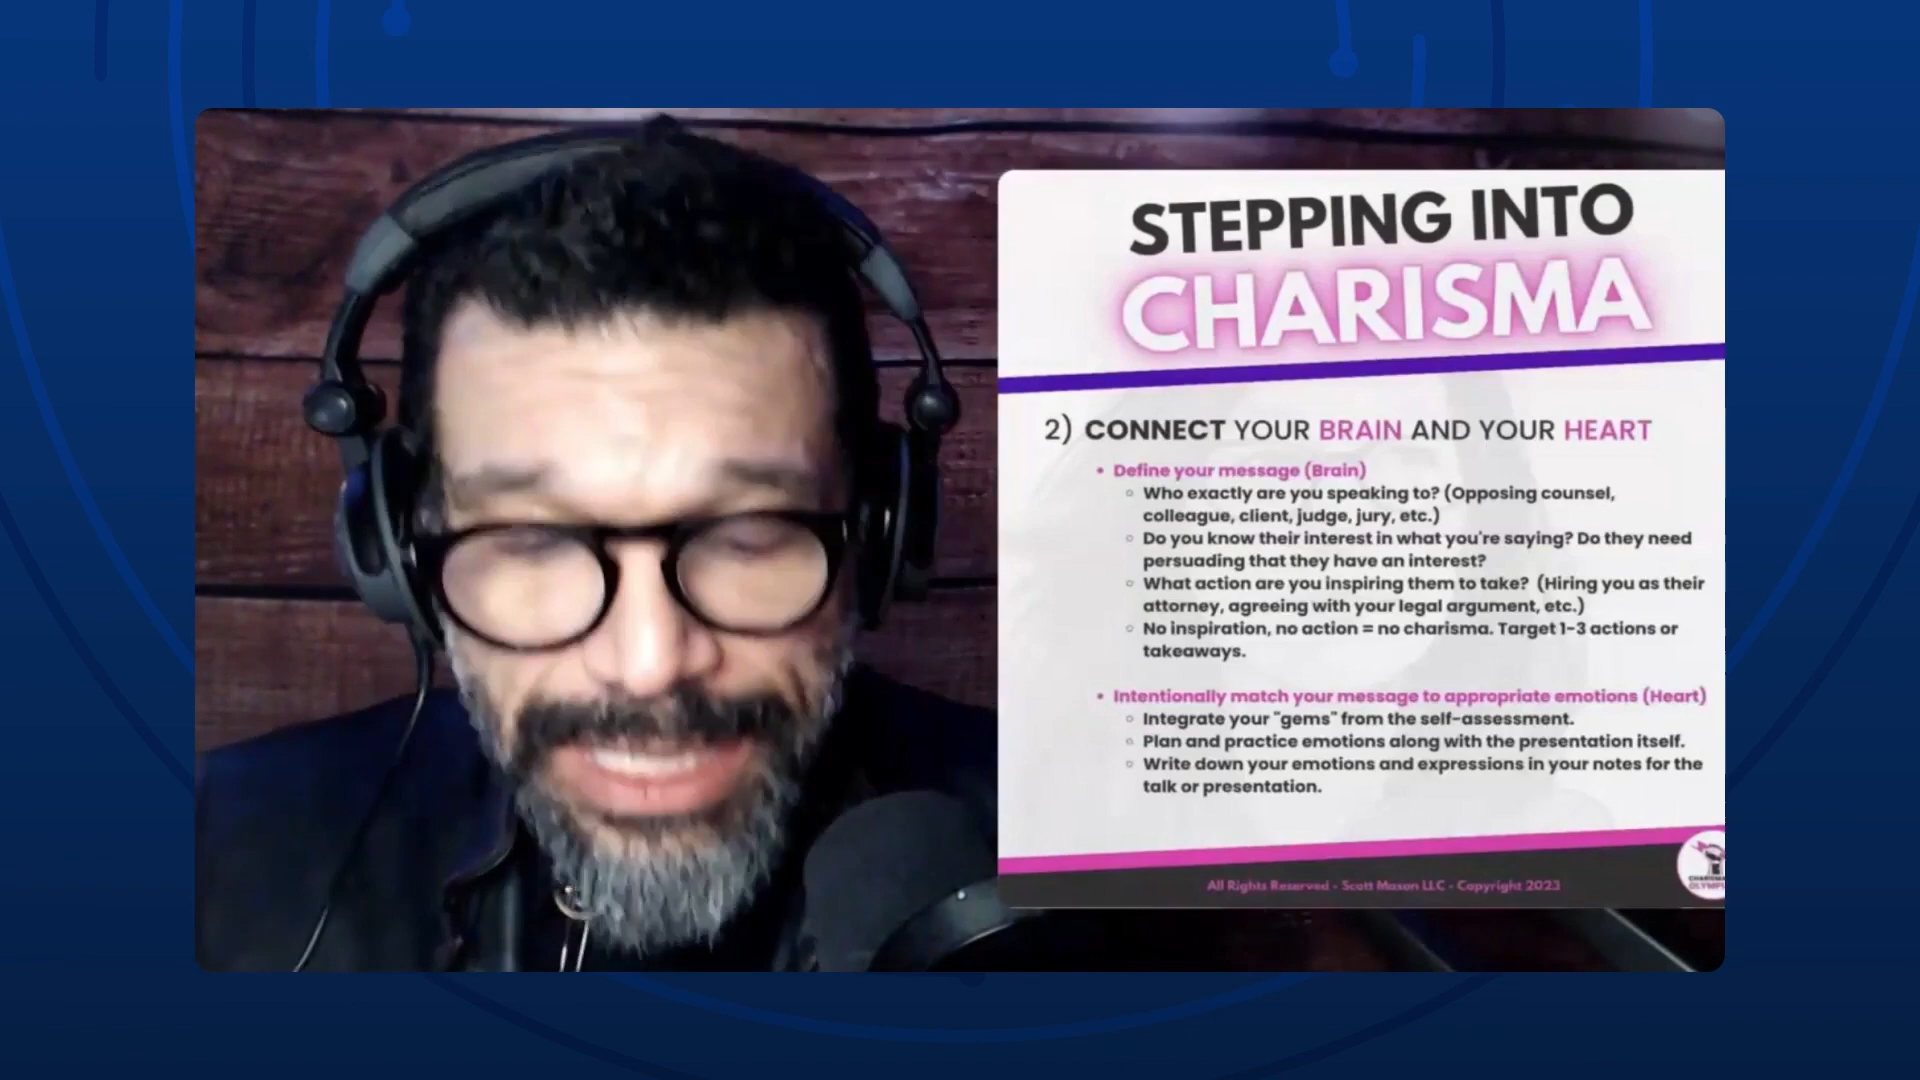 STEPPING INTO
CHARISMA
2) CONNECT YOUR BRAIN AND YOUR HEART
• Define your message (Brain)
◦ Who exactly are you speaking to? (Opposing counsel,
colleague, client, judge, jury, etc.)
◦ Do you know their interest in what you're saying? Do they need
persuading that they have an interest?
◦ What action are you inspiring them to take? (Hiring you as their
attorney, agreeing with your legal argument, etc.)
◦ No inspiration, no action = no charisma. Target 1-3 actions or
takeaways.
• Intentionally match your message to appropriate emotions (Heart)
◦ Integrate your "gems" from the self-assessment.
◦ Plan and practice emotions along with the presentation itself.
◦ Write down your emotions and expressions in your notes for the
talk or presentation.
All Rights Reserved - Scott Mason LLC - Copyright 2023